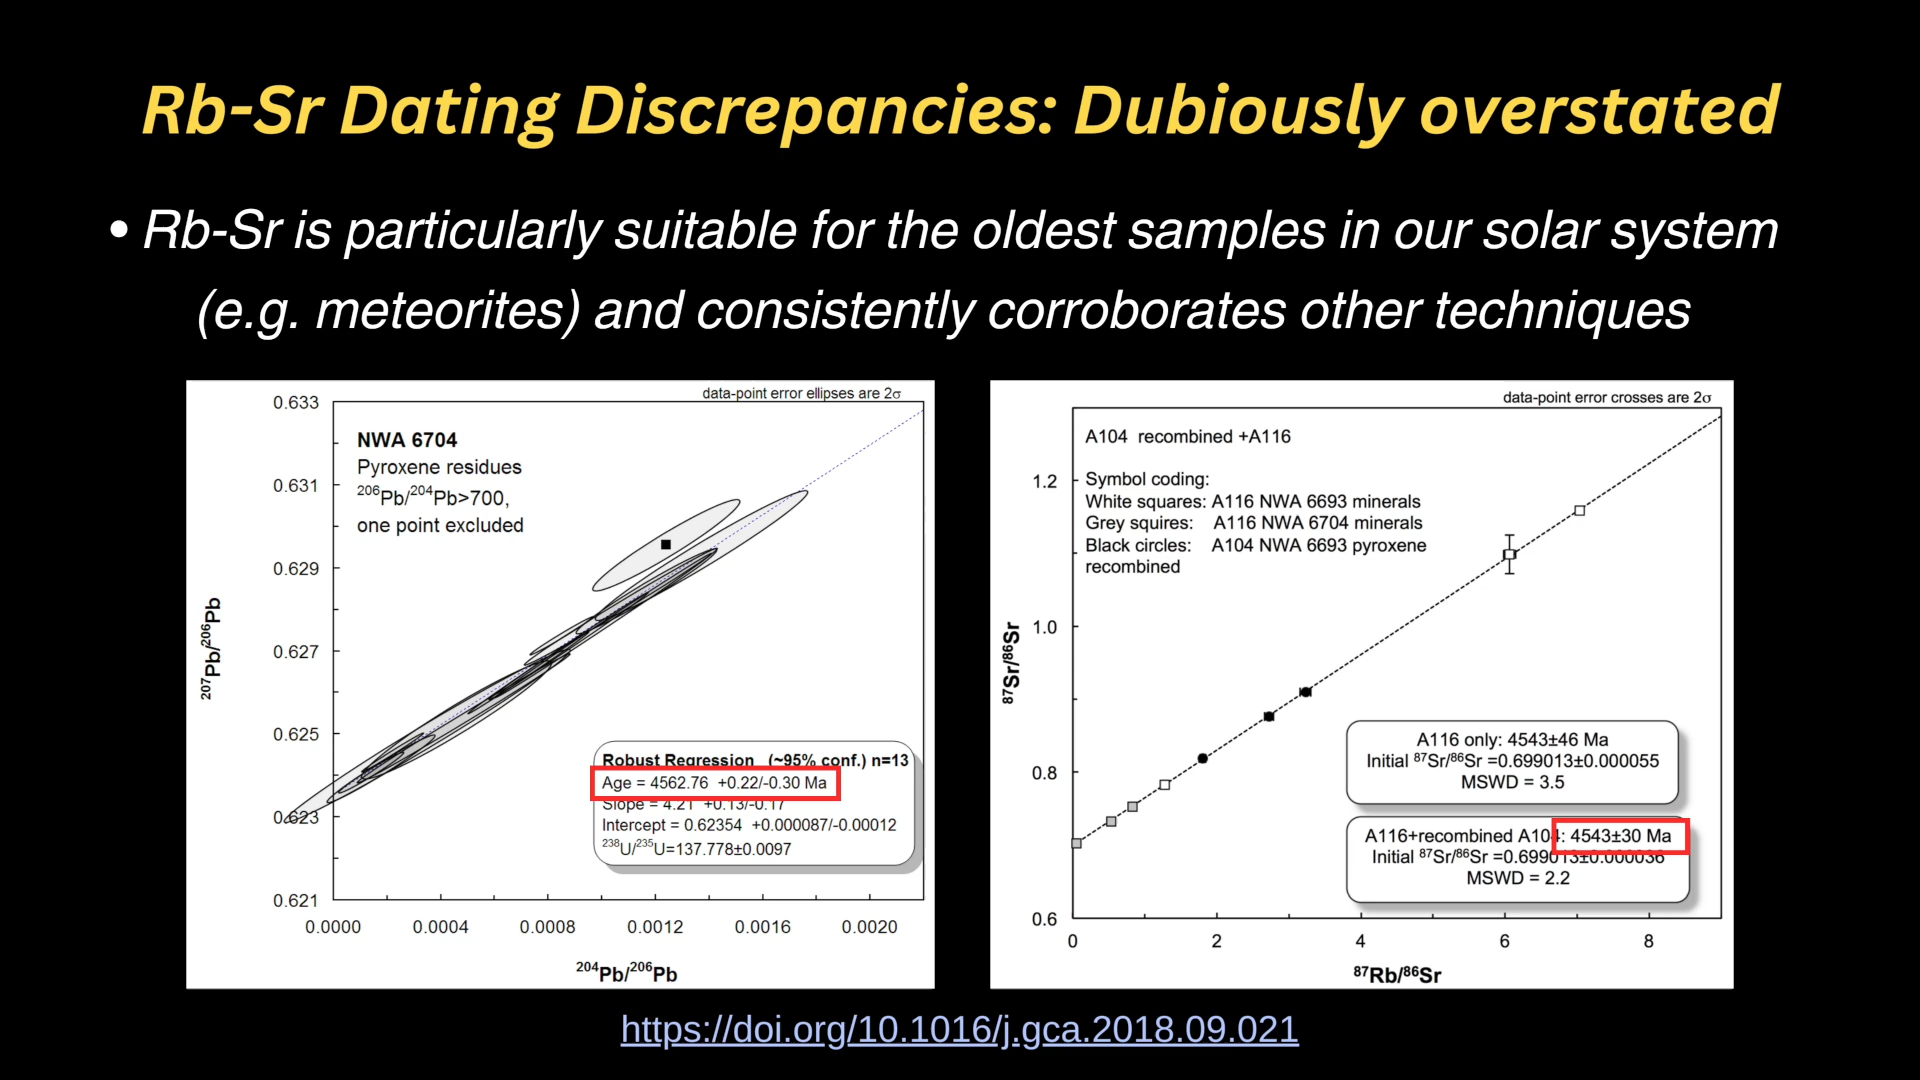 Rb-Sr Dating Discrepancies: Dubiously overstated
• Rb-Sr is particularly suitable for the oldest samples in our solar system
(e.g. meteorites) and consistently corroborates other techniques
data-point error ellipses are 2σ
NWA 6704
Pyroxene residues
²⁰⁶Pb/²⁰⁴Pb>700,
one point excluded
0.633
0.631
0.629
0.627
0.625
0.623
0.621
²⁰⁷Pb/²⁰⁶Pb
Robust Regression (~95% conf.) n=13
Age = 4562.76 +0.22/-0.30 Ma
Slope = 4.21 +0.13/-0.17
Intercept = 0.62354 +0.000087/-0.00012
²³⁸U/²³⁵U=137.778±0.0097
0.0000 0.0004 0.0008 0.0012 0.0016 0.0020
²⁰⁴Pb/²⁰⁶Pb
data-point error crosses are 2σ
A104 recombined +A116
Symbol coding:
White squares: A116 NWA 6693 minerals
Grey squires: A116 NWA 6704 minerals
Black circles: A104 NWA 6693 pyroxene
recombined
1.2
1.0
0.8
0.6
⁸⁷Sr/⁸⁶Sr
A116 only: 4543±46 Ma
Initial ⁸⁷Sr/⁸⁶Sr =0.699013±0.000055
MSWD = 3.5
A116+recombined A104: 4543±30 Ma
Initial ⁸⁷Sr/⁸⁶Sr =0.699013±0.000036
MSWD = 2.2
0 2 4 6 8
⁸⁷Rb/⁸⁶Sr
https://doi.org/10.1016/j.gca.2018.09.021